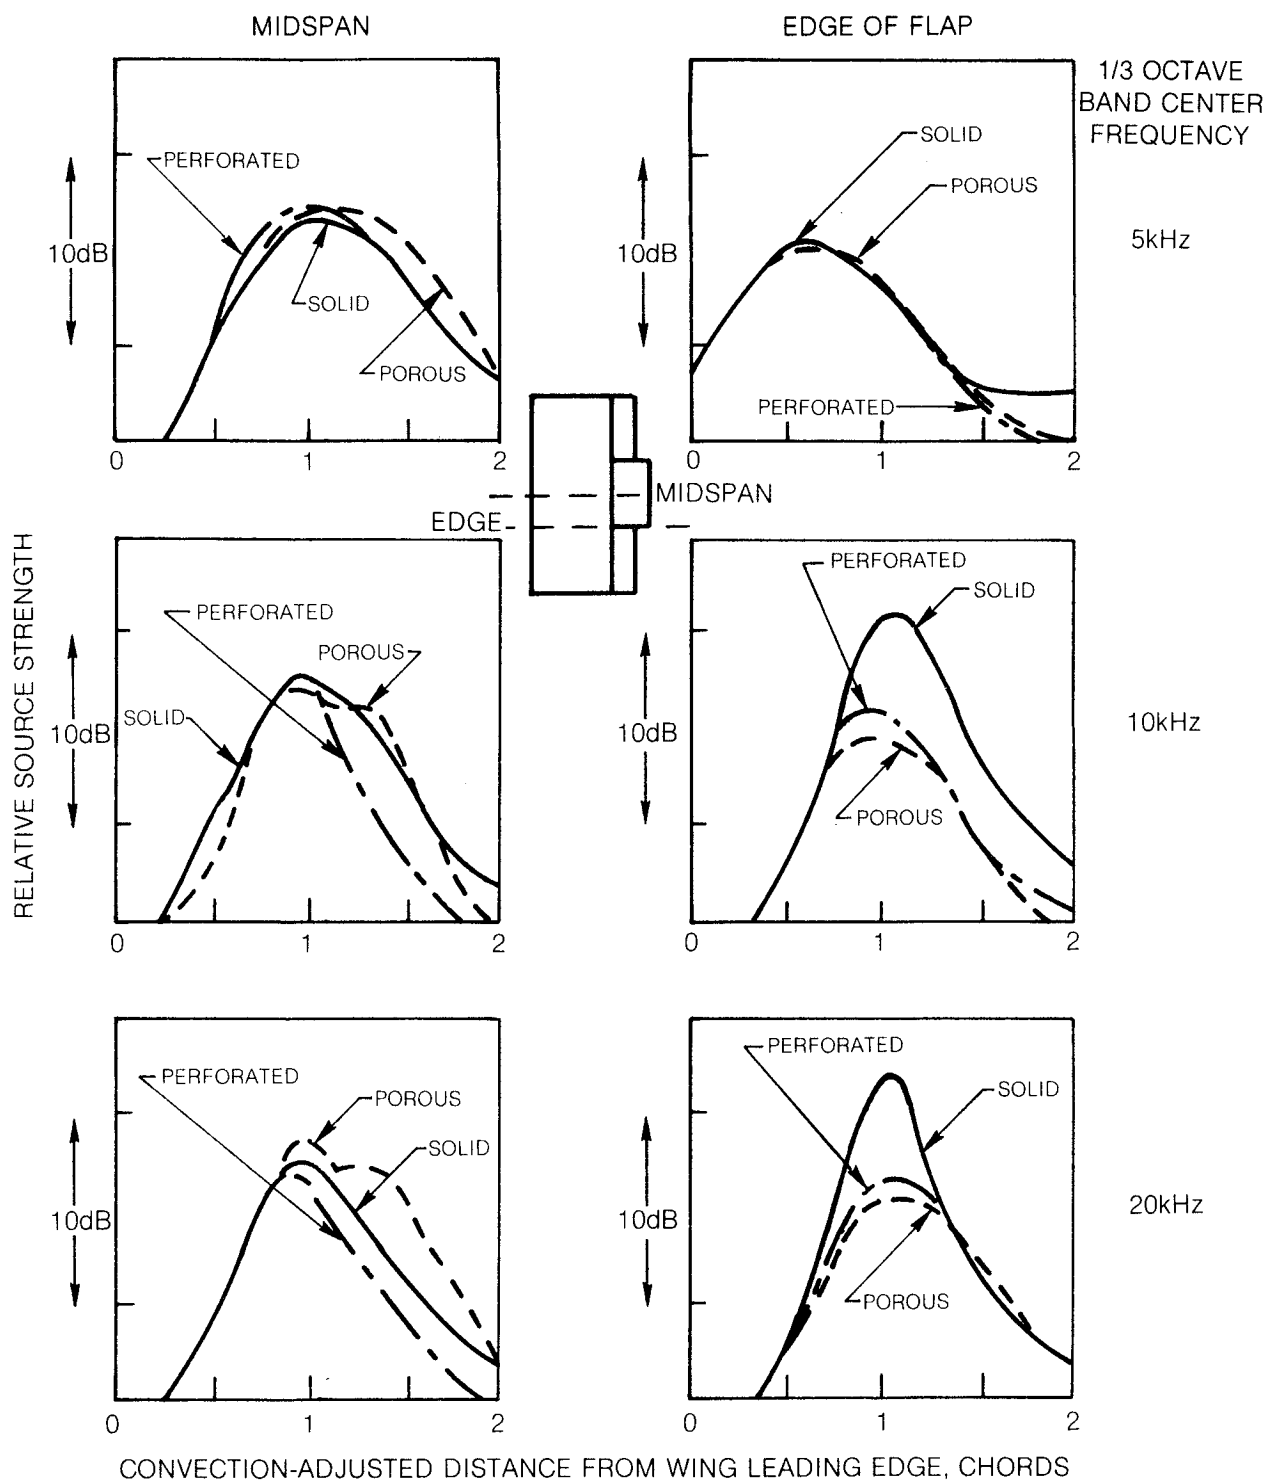 MIDSPAN
EDGE OF FLAP
1/3 OCTAVE
BAND CENTER
FREQUENCY
PERFORATED
10dB
SOLID
POROUS
0 1 2
SOLID
POROUS
10dB
PERFORATED
0 1 2
5kHz
MIDSPAN
EDGE
RELATIVE SOURCE STRENGTH
PERFORATED
POROUS
SOLID
10dB
0 1 2
PERFORATED
SOLID
10dB
POROUS
0 1 2
10kHz
PERFORATED
POROUS
SOLID
10dB
0 1 2
PERFORATED
SOLID
10dB
POROUS
0 1 2
20kHz
CONVECTION-ADJUSTED DISTANCE FROM WING LEADING EDGE, CHORDS